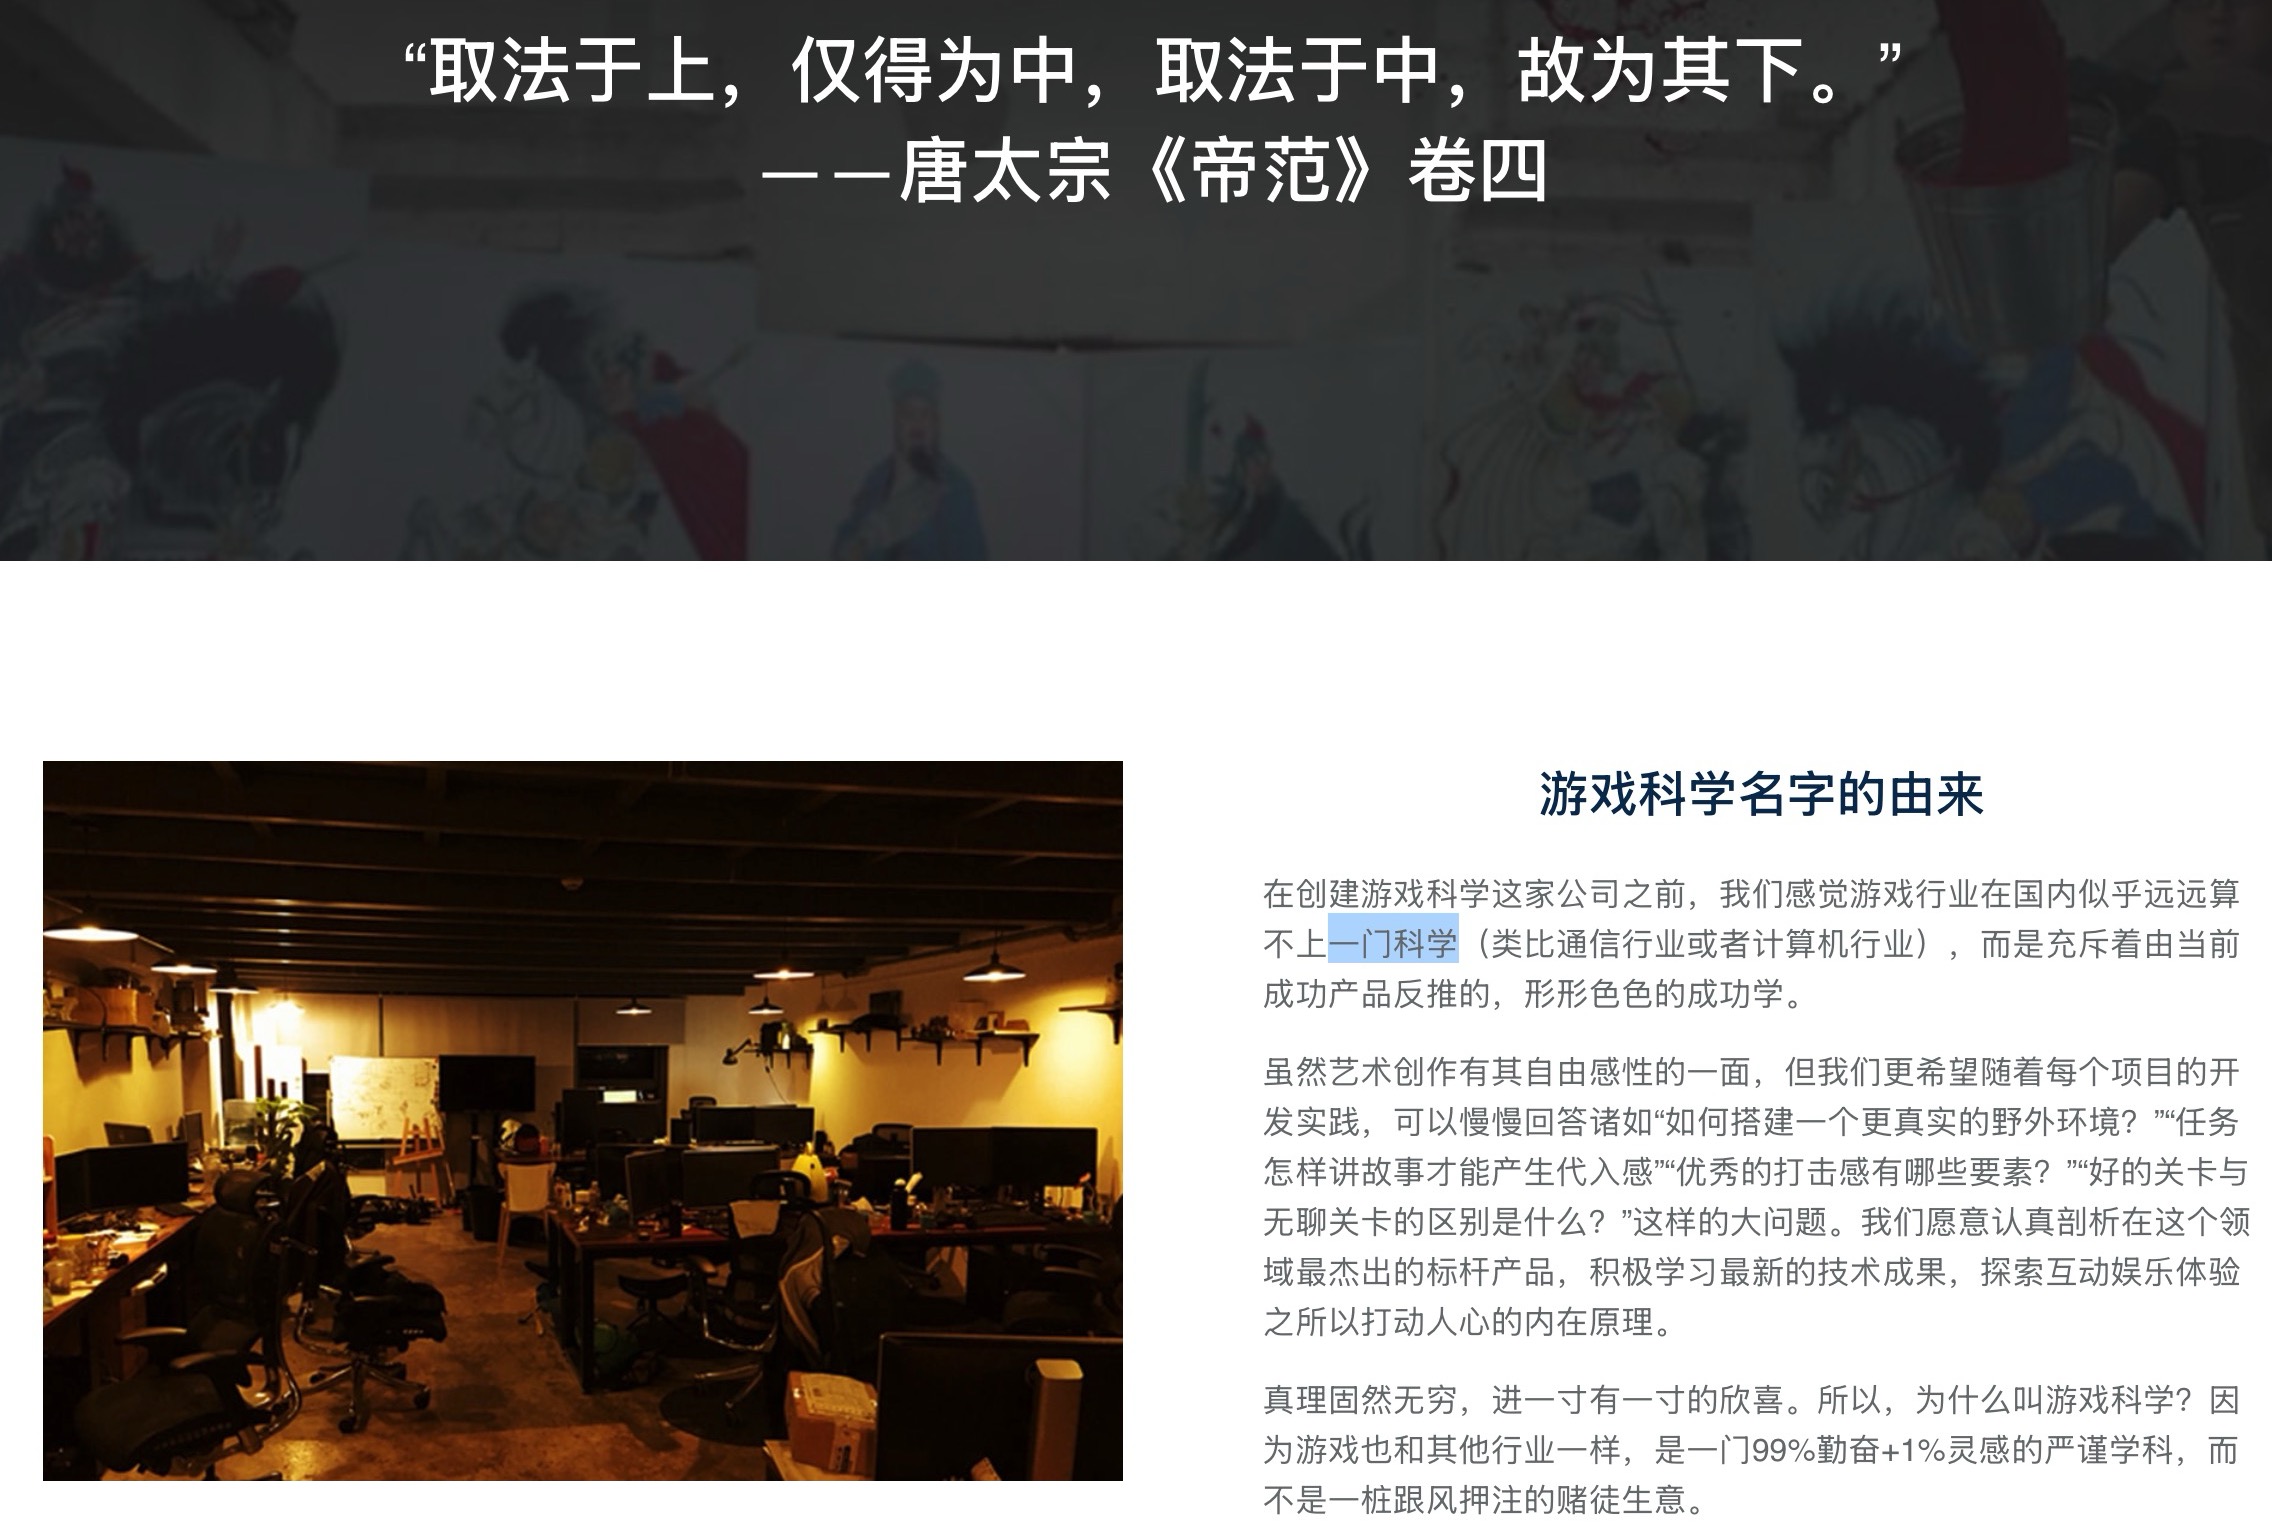 “取法于上，仅得为中，取法于中，故为其下。”
——唐太宗《帝范》卷四
游戏科学名字的由来
在创建游戏科学这家公司之前，我们感觉游戏行业在国内似乎远远算
不上一门科学（类比通信行业或者计算机行业），而是充斥着由当前
成功产品反推的，形形色色的成功学。
虽然艺术创作有其自由感性的一面，但我们更希望随着每个项目的开
发实践，可以慢慢回答诸如“如何搭建一个更真实的野外环境？”“任务
怎样讲故事才能产生代入感”“优秀的打击感有哪些要素？”“好的关卡与
无聊关卡的区别是什么？”这样的大问题。我们愿意认真剖析在这个领
域最杰出的标杆产品，积极学习最新的技术成果，探索互动娱乐体验
之所以打动人心的内在原理。
真理固然无穷，进一寸有一寸的欣喜。所以，为什么叫游戏科学？因
为游戏也和其他行业一样，是一门99%勤奋+1%灵感的严谨学科，而
不是一桩跟风押注的赌徒生意。